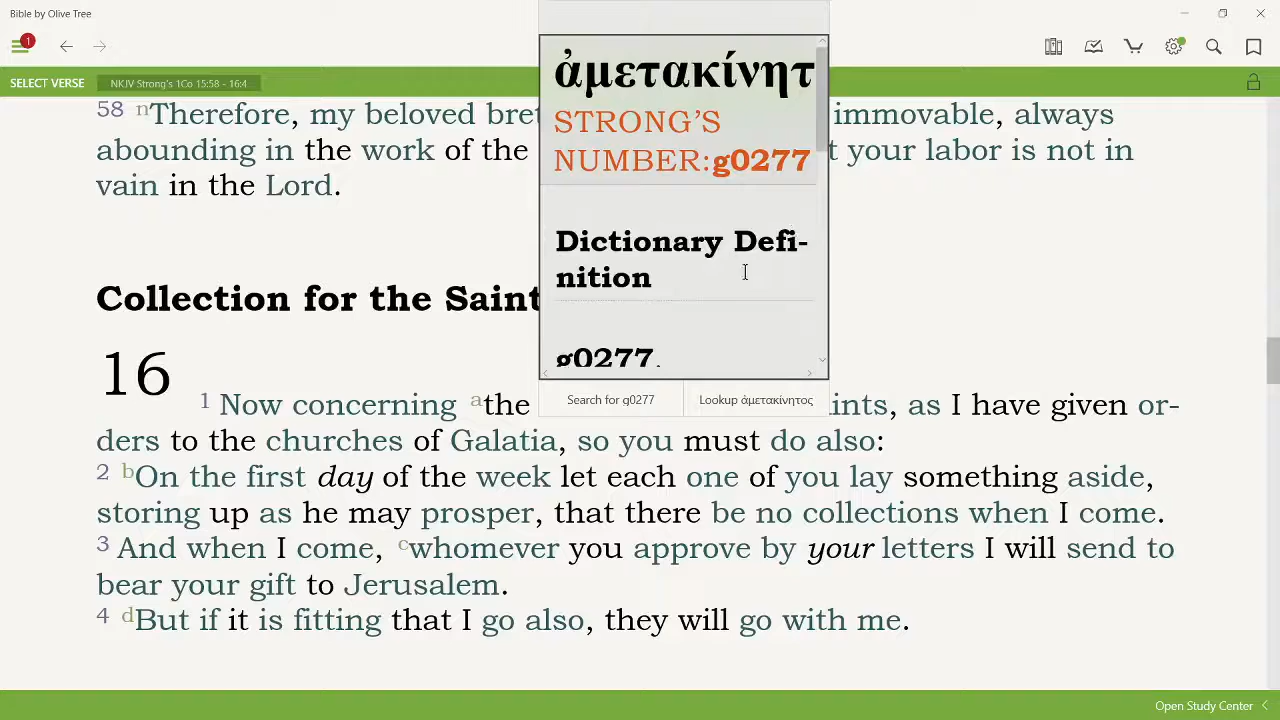 Bible by Olive Tree
1
SELECT VERSE NKJV Strong's 1Co 15:58 - 16:4
58 nTherefore, my beloved bret immovable, always
abounding in the work of the t your labor is not in
vain in the Lord.
ἀμετακίνητ
STRONG'S
NUMBER:g0277
Dictionary Defi-
nition
g0277.
Search for g0277 Lookup ἀμετακίνητος
Collection for the Saint
16
1 Now concerning athe ints, as I have given or-
ders to the churches of Galatia, so you must do also:
2 bOn the first day of the week let each one of you lay something aside,
storing up as he may prosper, that there be no collections when I come.
3 And when I come, cwhomever you approve by your letters I will send to
bear your gift to Jerusalem.
4 dBut if it is fitting that I go also, they will go with me.
Open Study Center